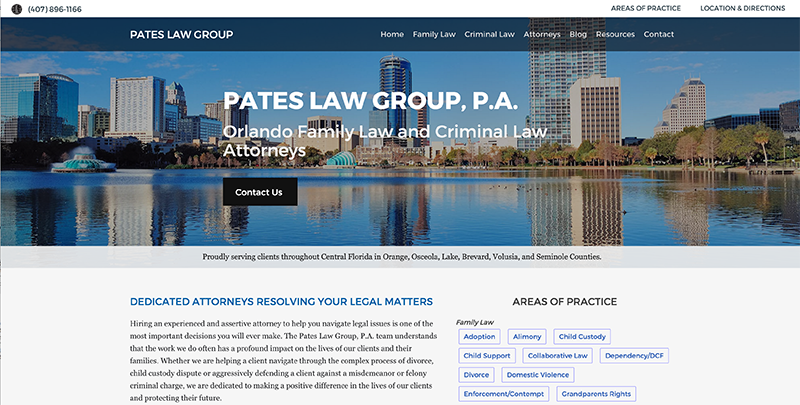 (407) 896-1166
AREAS OF PRACTICE LOCATION & DIRECTIONS
PATES LAW GROUP
Home Family Law Criminal Law Attorneys Blog Resources Contact
PATES LAW GROUP, P.A.
Orlando Family Law and Criminal Law
Attorneys
Contact Us
Proudly serving clients throughout Central Florida in Orange, Osceola, Lake, Brevard, Volusia, and Seminole Counties.
DEDICATED ATTORNEYS RESOLVING YOUR LEGAL MATTERS
Hiring an experienced and assertive attorney to help you navigate legal issues is one of the
most important decisions you will ever make. The Pates Law Group, P.A. team understands
that the work we do often has a profound impact on the lives of our clients and their
families. Whether we are helping a client navigate through the complex process of divorce,
child custody dispute or aggressively defending a client against a misdemeanor or felony
criminal charge, we are dedicated to making a positive difference in the lives of our clients
and protecting their future.
AREAS OF PRACTICE
Family Law
Adoption Alimony Child Custody
Child Support Collaborative Law Dependency/DCF
Divorce Domestic Violence
Enforcement/Contempt Grandparents Rights